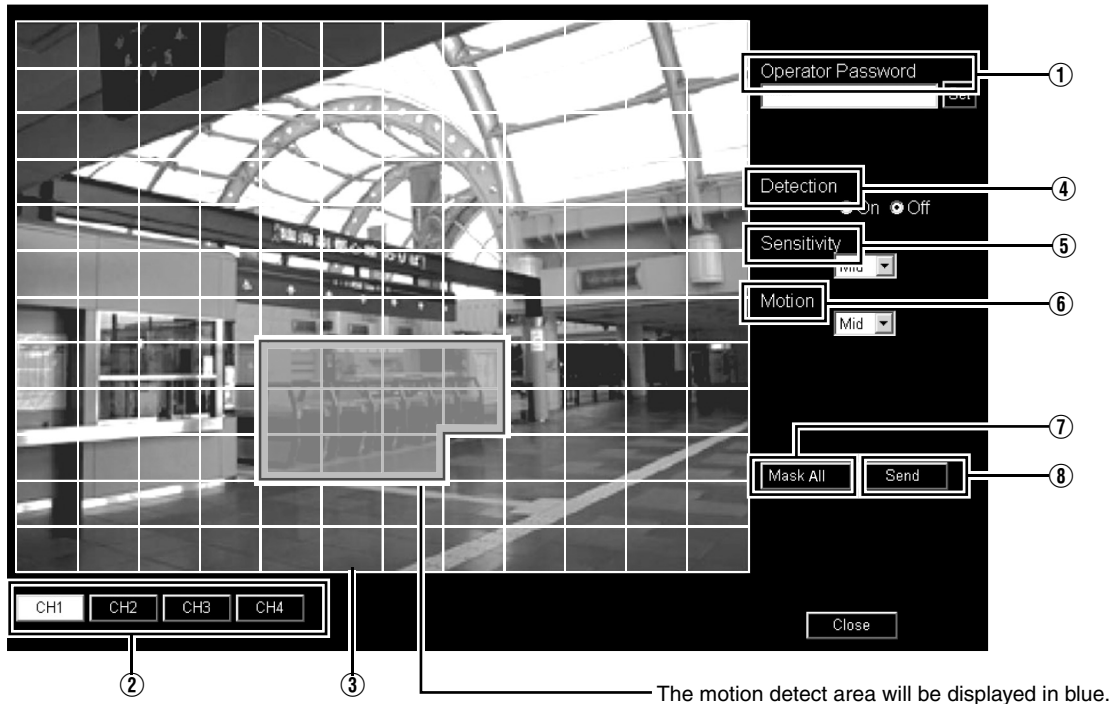 Operator Password
①
Set
Detection
④
On Off
Sensitivity
⑤
Mid
Motion
⑥
Mid
⑦
Mask All
Send
⑧
CH1 CH2 CH3 CH4
Close
②
③
The motion detect area will be displayed in blue.